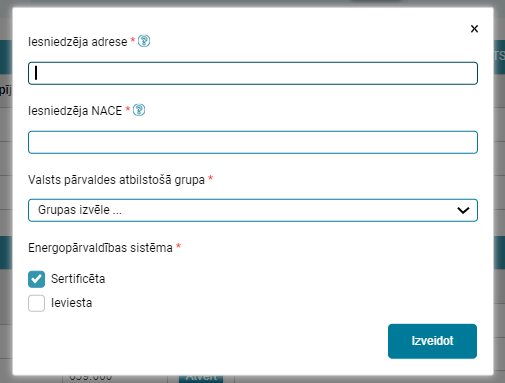 Iesniedzēja adrese *
Iesniedzēja NACE *
Valsts pārvaldes atbilstošā grupa *
Grupas izvēle ...
Energopārvaldības sistēma *
Sertificēta
Ieviesta
Izveidot